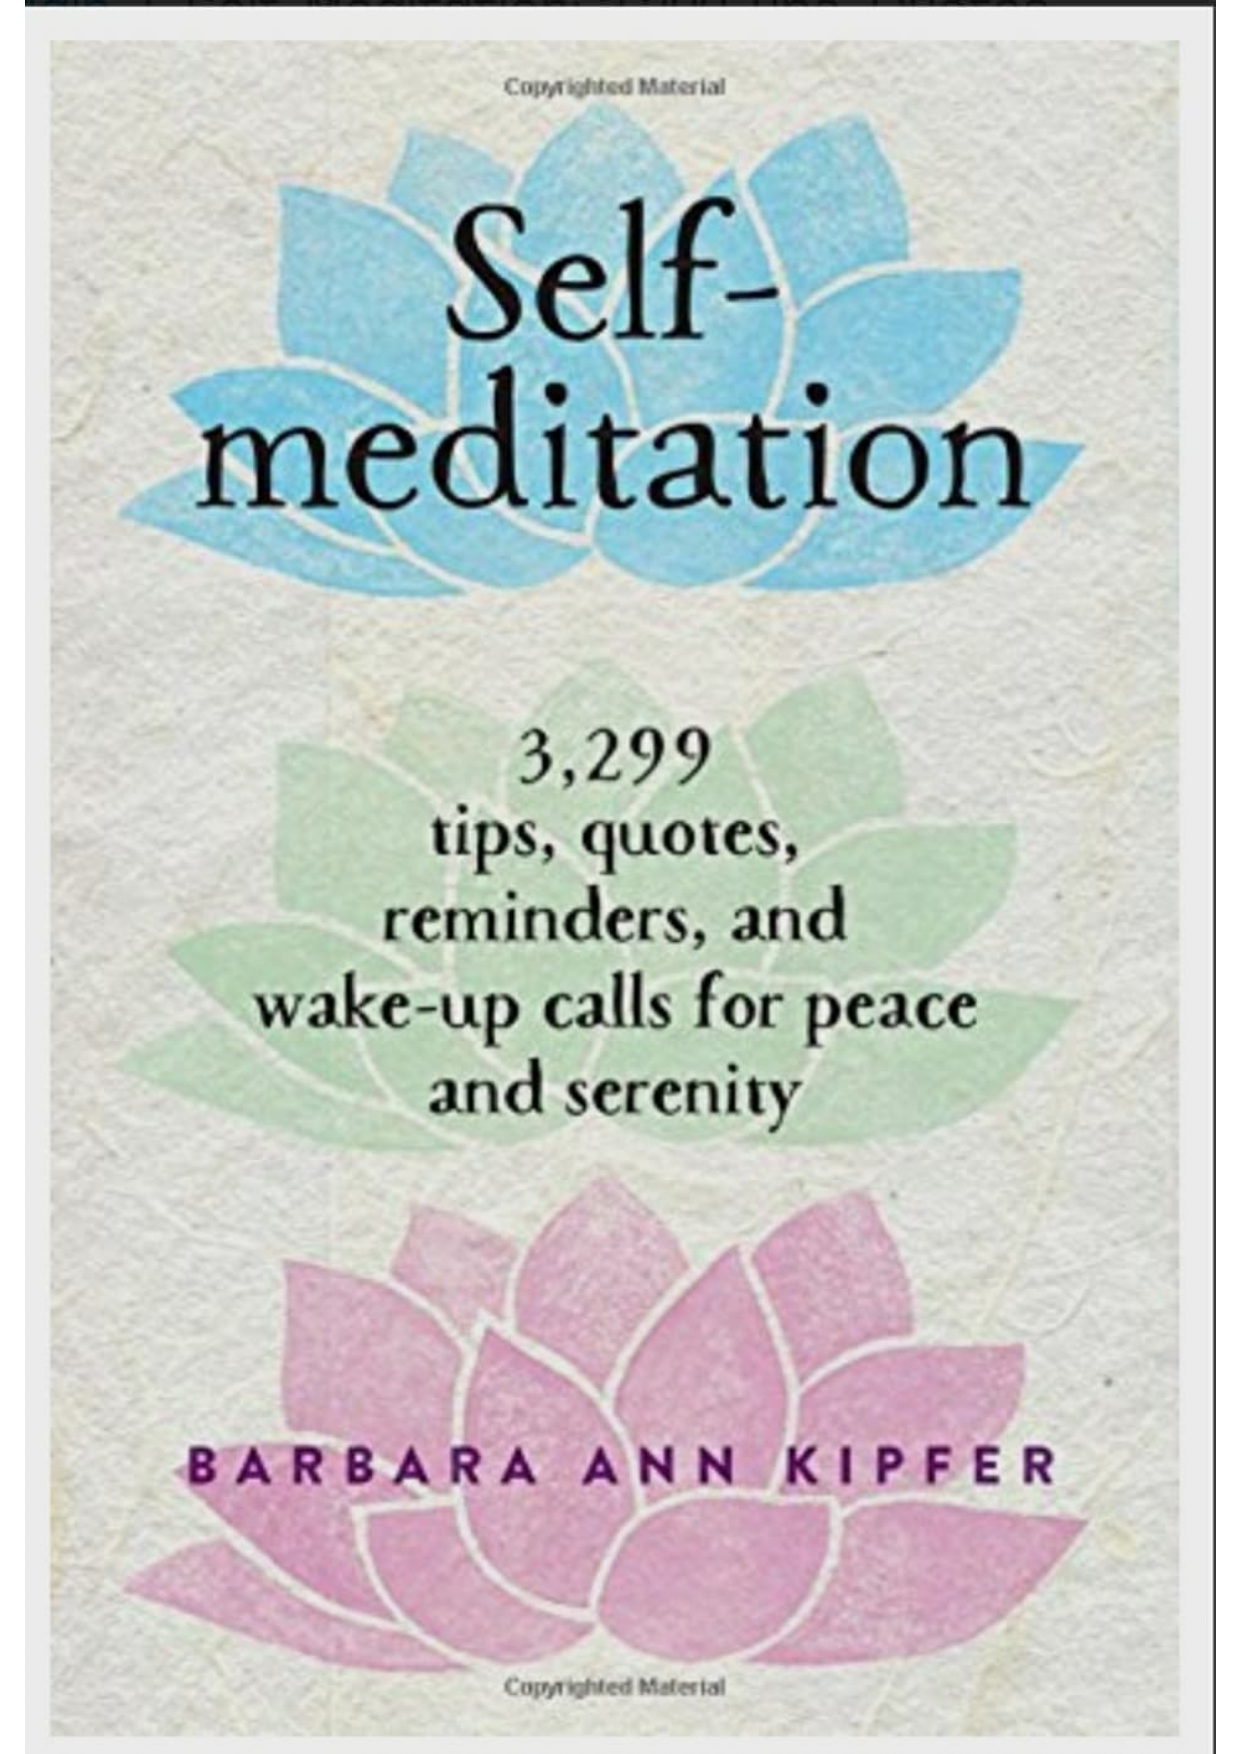 Copyrighted Material
Self-
meditation
3,299
tips, quotes,
reminders, and
wake-up calls for peace
and serenity
BARBARA ANN KIPFER
Copyrighted Material